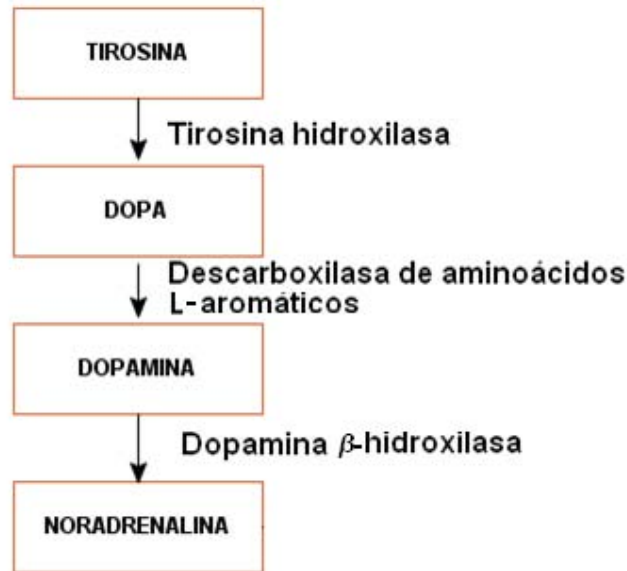 TIROSINA
Tirosina hidroxilasa
DOPA
Descarboxilasa de aminoácidos
L-aromáticos
DOPAMINA
Dopamina β-hidroxilasa
NORADRENALINA